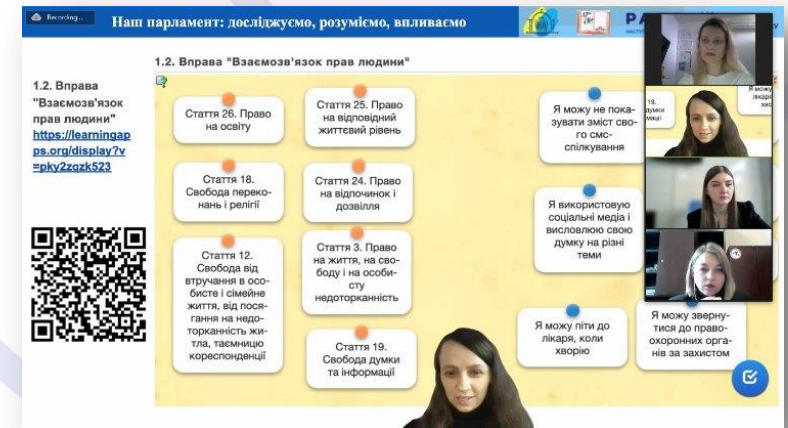 Recording...
Наш парламент: досліджуємо, розуміємо, впливаємо
1.2. Вправа "Взаємозв'язок прав людини"
1.2. Вправа
"Взаємозв'язок
прав людини"
https://learningap
ps.org/display?v
=pky2zqzk523
Стаття 26. Право
на освіту
Стаття 25. Право
на відповідний
життєвий рівень
Я можу не пока-
зувати зміст сво-
го смс-
спілкування
Стаття 18.
Свобода переко-
нань і релігії
Стаття 24. Право
на відпочинок і
дозвілля
Я використовую
соціальні медіа і
висловлюю свою
думку на різні
теми
Стаття 12.
Свобода від
втручання в осо-
бисте і сімейне
життя, від пося-
гання на недо-
торканність жи-
тла, таємницю
кореспонденції
Стаття 3. Право
на життя, на сво-
боду і на особи-
сту
недоторканність
Стаття 19.
Свобода думки
та інформації
Я можу піти до
лікаря, коли
хворію
Я можу зверну-
тися до право-
охоронних орга-
нів за захистом